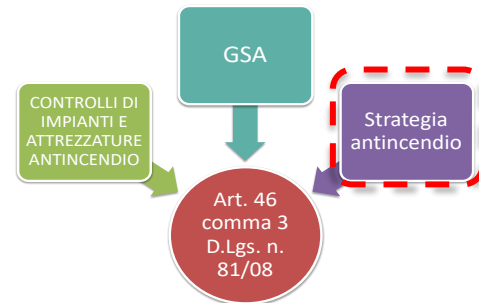 GSA
CONTROLLI DI
IMPIANTI E
ATTREZZATURE
ANTINCENDIO
Strategia
antincendio
Art. 46
comma 3
D.Lgs. n.
81/08